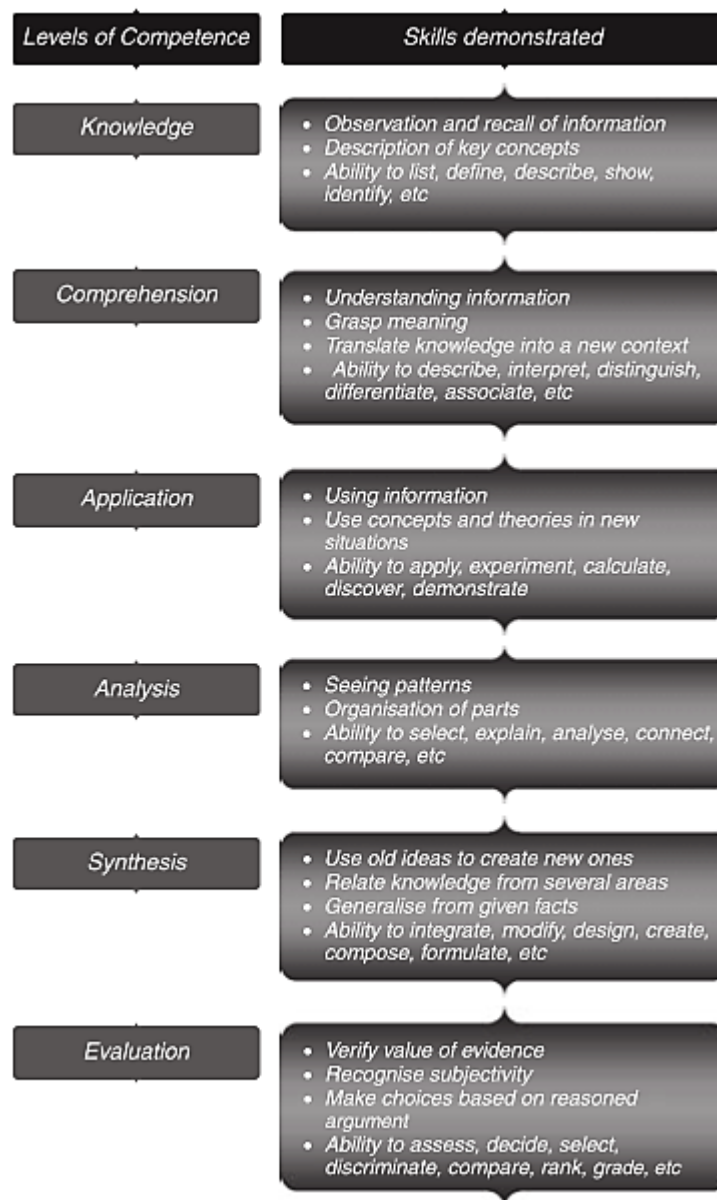 Levels of Competence
Skills demonstrated
Knowledge
• Observation and recall of information
• Description of key concepts
• Ability to list, define, describe, show,
identify, etc
Comprehension
• Understanding information
• Grasp meaning
• Translate knowledge into a new context
• Ability to describe, interpret, distinguish,
differentiate, associate, etc
Application
• Using information
• Use concepts and theories in new
situations
• Ability to apply, experiment, calculate,
discover, demonstrate
Analysis
• Seeing patterns
• Organisation of parts
• Ability to select, explain, analyse, connect,
compare, etc
Synthesis
• Use old ideas to create new ones
• Relate knowledge from several areas
• Generalise from given facts
• Ability to integrate, modify, design, create,
compose, formulate, etc
Evaluation
• Verify value of evidence
• Recognise subjectivity
• Make choices based on reasoned
argument
• Ability to assess, decide, select,
discriminate, compare, rank, grade, etc